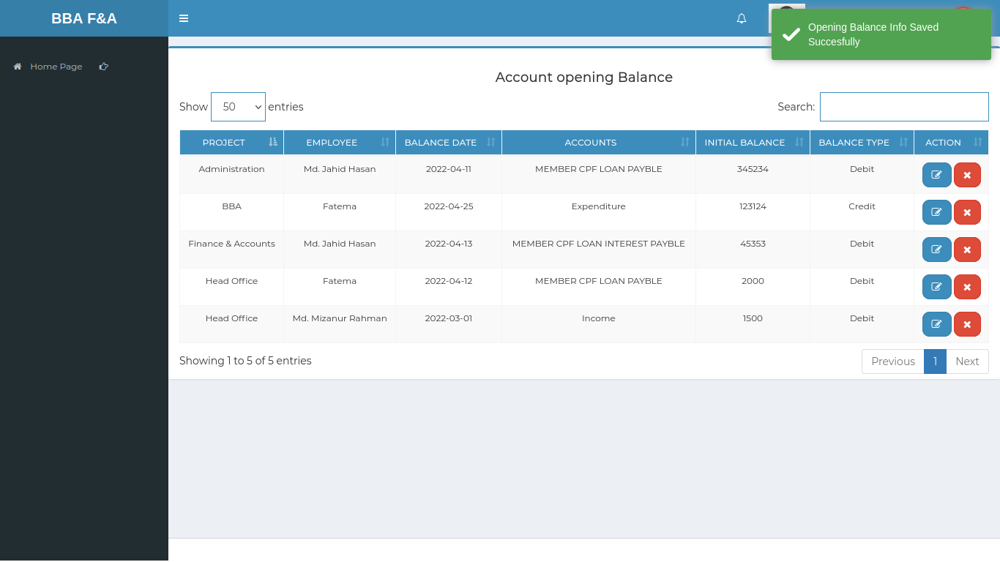 BBA F&A
Opening Balance Info Saved
Succesfully
Home Page
Account opening Balance
Show 50 entries
Search:
PROJECT EMPLOYEE BALANCE DATE ACCOUNTS INITIAL BALANCE BALANCE TYPE ACTION
Administration Md. Jahid Hasan 2022-04-11 MEMBER CPF LOAN PAYBLE 345234 Debit
BBA Fatema 2022-04-25 Expenditure 123124 Credit
Finance & Accounts Md. Jahid Hasan 2022-04-13 MEMBER CPF LOAN INTEREST PAYBLE 45353 Debit
Head Office Fatema 2022-04-12 MEMBER CPF LOAN PAYBLE 2000 Debit
Head Office Md. Mizanur Rahman 2022-03-01 Income 1500 Debit
Showing 1 to 5 of 5 entries
Previous 1 Next